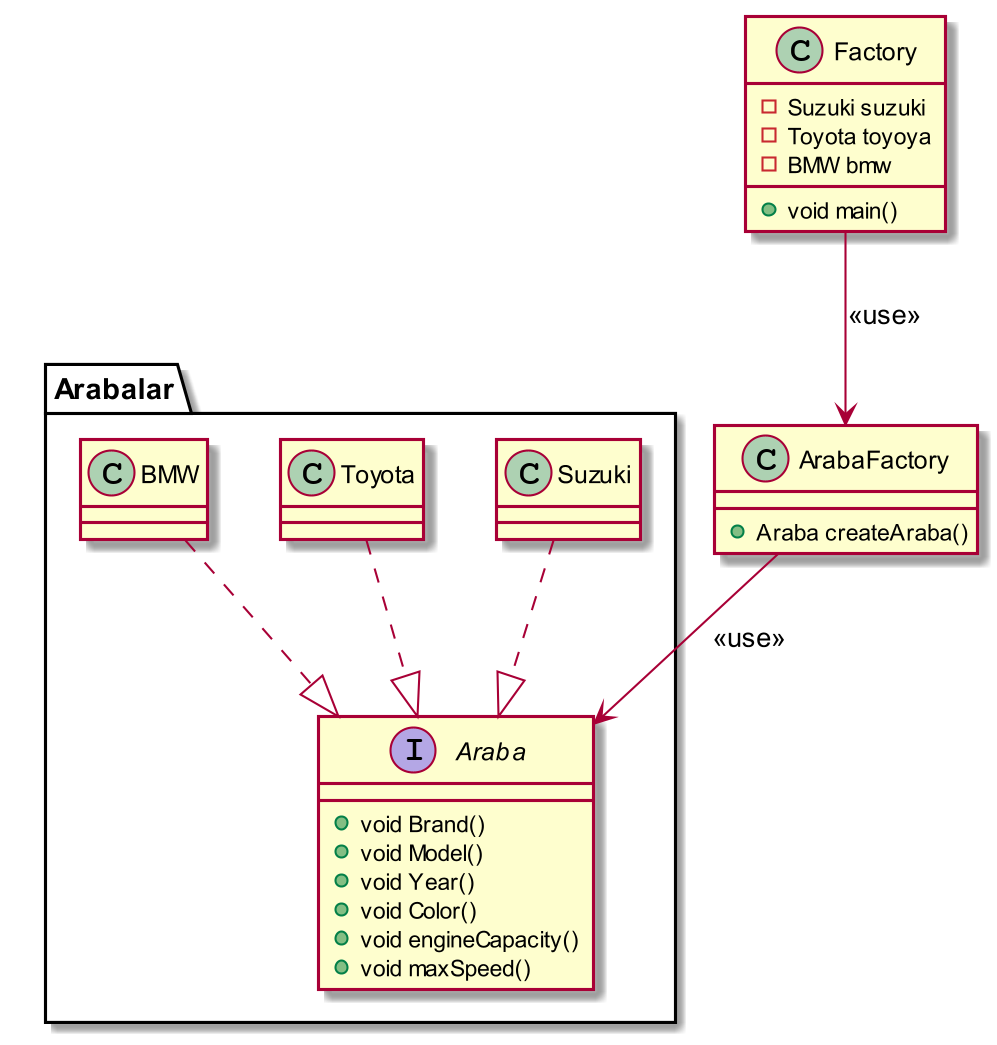 C Factory
Suzuki suzuki
Toyota toyoya
BMW bmw
void main()
«use»
Arabalar
C BMW
C Toyota
C Suzuki
C ArabaFactory
Araba createAraba()
«use»
I Araba
void Brand()
void Model()
void Year()
void Color()
void engineCapacity()
void maxSpeed()